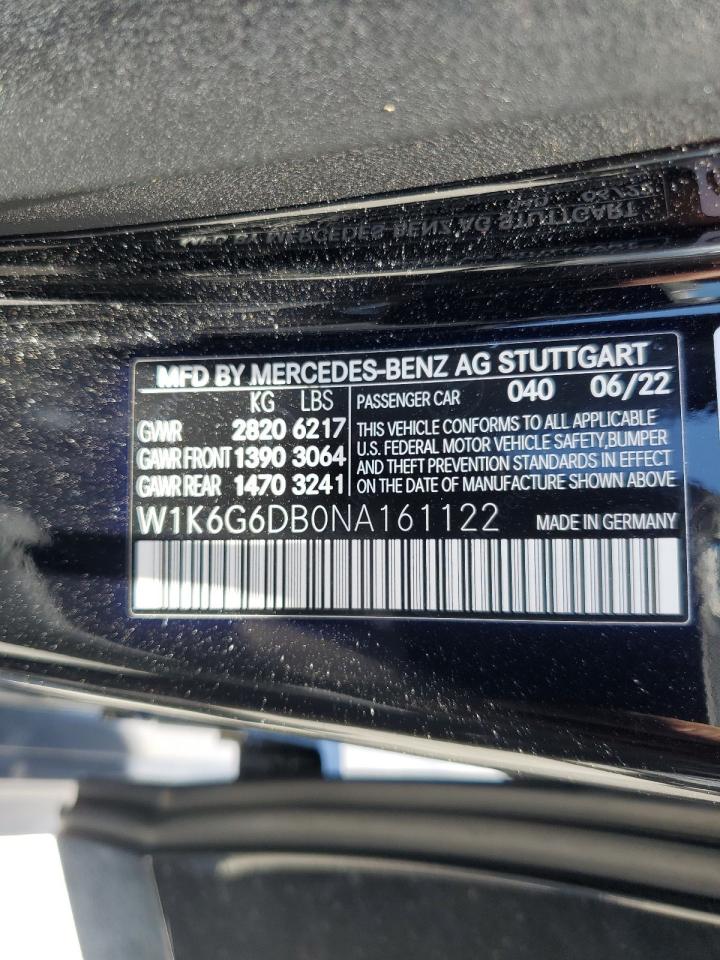 MFD BY MERCEDES-BENZ AG STUTTGART
KG LBS
GVWR 2820 6217
GAWR FRONT 1390 3064
GAWR REAR 1470 3241
PASSENGER CAR 040 06/22
THIS VEHICLE CONFORMS TO ALL APPLICABLE
U.S. FEDERAL MOTOR VEHICLE SAFETY,BUMPER
AND THEFT PREVENTION STANDARDS IN EFFECT
ON THE DATE OF MANUFACTURE SHOWN ABOVE
W1K6G6DB0NA161122 MADE IN GERMANY